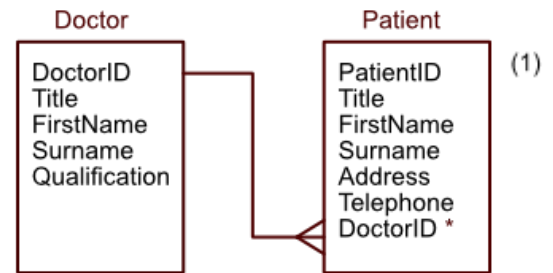 Doctor
DoctorID
Title
FirstName
Surname
Qualification
Patient
PatientID
Title
FirstName
Surname
Address
Telephone
DoctorID *
(1)